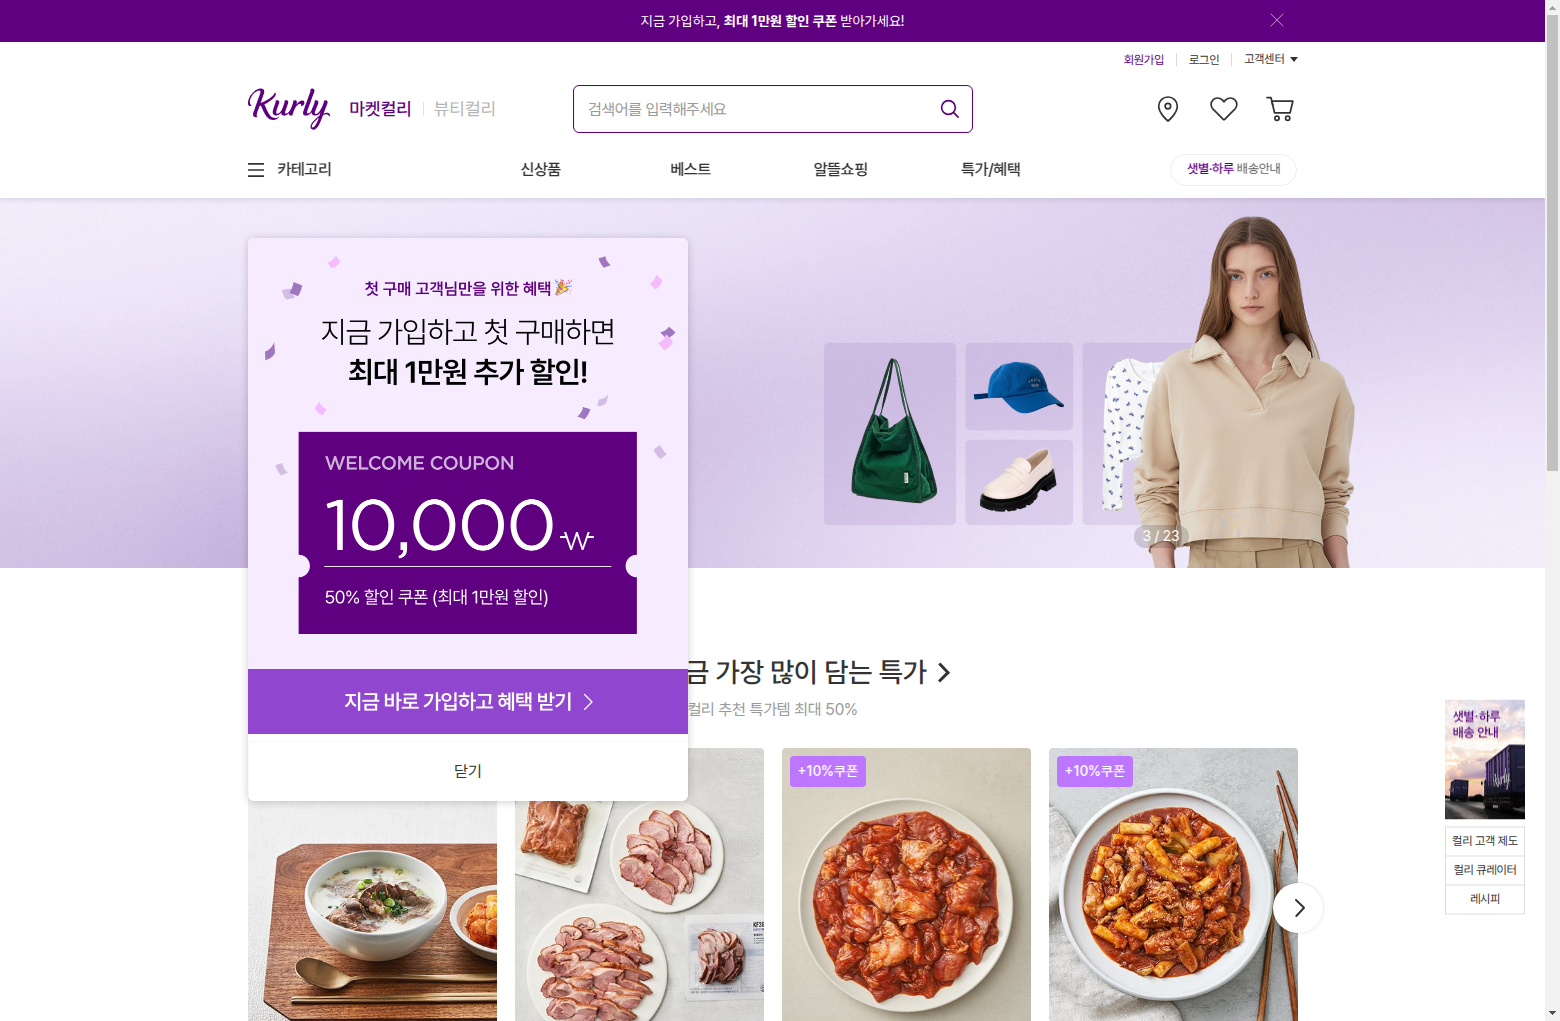 지금 가입하고, 최대 1만원 할인 쿠폰 받아가세요!
회원가입
로그인
고객센터
Kurly
마켓컬리
뷰티컬리
검색어를 입력해주세요
카테고리
신상품
베스트
알뜰쇼핑
특가/혜택
샛별·하루 배송안내
첫 구매 고객님만을 위한 혜택
지금 가입하고 첫 구매하면
최대 1만원 추가 할인!
WELCOME COUPON
10,000 ₩
50% 할인 쿠폰 (최대 1만원 할인)
지금 바로 가입하고 혜택 받기
닫기
3 / 23
금 가장 많이 담는 특가
컬리 추천 특가템 최대 50%
+10%쿠폰
+10%쿠폰
샛별·하루
배송 안내
Kurly
컬리 고객 제도
컬리 큐레이터
레시피